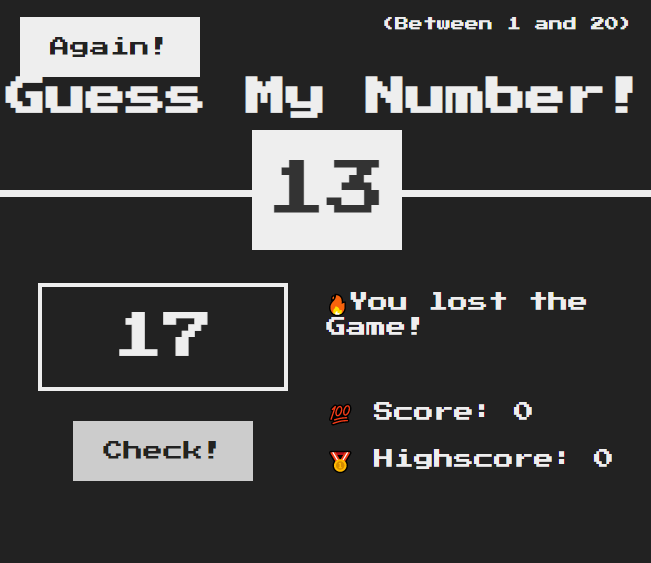 Again!
(Between 1 and 20)
Guess My Number!
13
17
🔥You lost the
Game!
Check!
💯 Score: 0
🥇 Highscore: 0